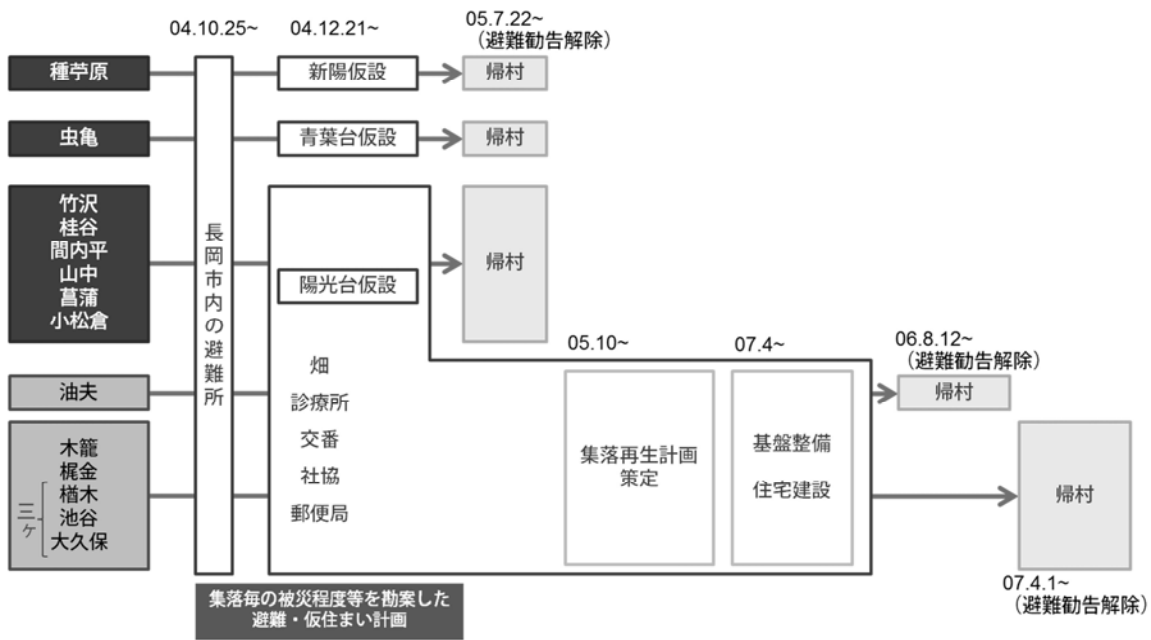 04.10.25~
04.12.21~
05.7.22~
（避難勧告解除）
種苧原
新陽仮設
帰村
虫亀
青葉台仮設
帰村
竹沢
桂谷
間内平
山中
菖蒲
小松倉
長岡市内の避難所
陽光台仮設
帰村
畑
診療所
交番
社協
郵便局
05.10~
07.4~
06.8.12~
（避難勧告解除）
油夫
集落再生計画
策定
基盤整備
住宅建設
帰村
木籠
梶金
楢木
池谷
大久保
三ヶ
帰村
07.4.1~
（避難勧告解除）
集落毎の被災程度等を勘案した
避難・仮住まい計画